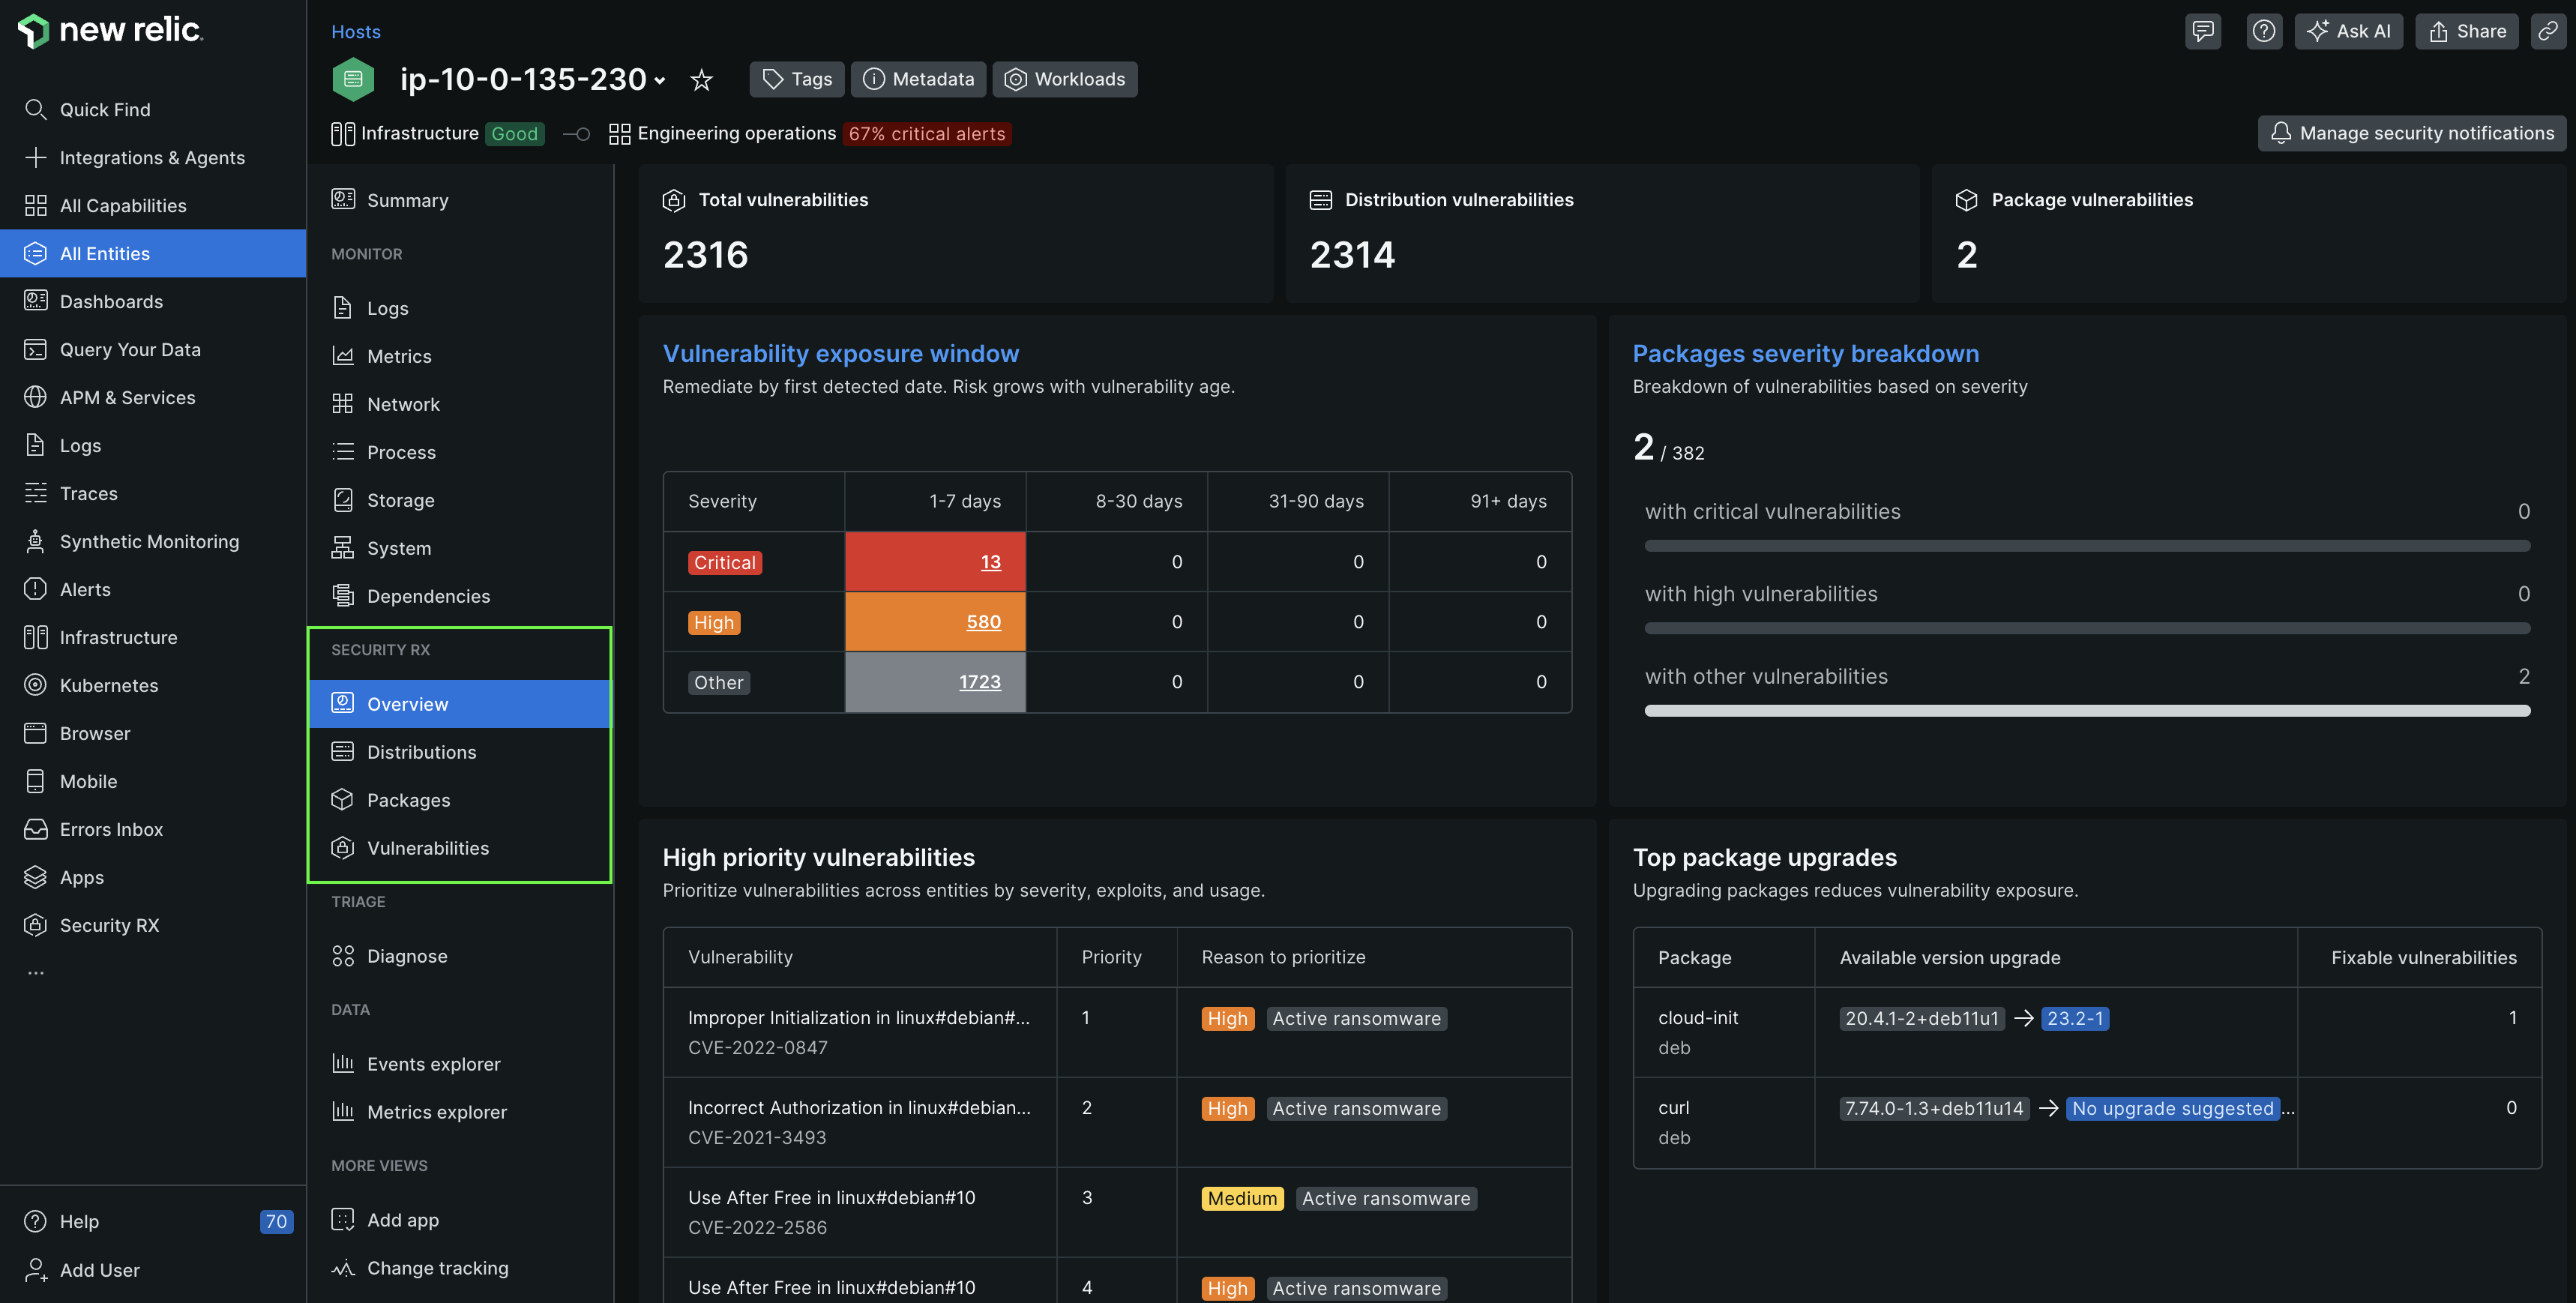 new relic.
Quick Find
Integrations & Agents
All Capabilities
All Entities
Dashboards
Query Your Data
APM & Services
Logs
Traces
Synthetic Monitoring
Alerts
Infrastructure
Kubernetes
Browser
Mobile
Errors Inbox
Apps
Security RX
...
Help 70
Add User
Hosts
ip-10-0-135-230
Tags
Metadata
Workloads
Ask AI
Share
Infrastructure Good
Engineering operations 67% critical alerts
Manage security notifications
Summary
MONITOR
Logs
Metrics
Network
Process
Storage
System
Dependencies
SECURITY RX
Overview
Distributions
Packages
Vulnerabilities
TRIAGE
Diagnose
DATA
Events explorer
Metrics explorer
MORE VIEWS
Add app
Change tracking
Total vulnerabilities
2316
Distribution vulnerabilities
2314
Package vulnerabilities
2
Vulnerability exposure window
Remediate by first detected date. Risk grows with vulnerability age.
Severity 1-7 days 8-30 days 31-90 days 91+ days
Critical 13 0 0 0
High 580 0 0 0
Other 1723 0 0 0
Packages severity breakdown
Breakdown of vulnerabilities based on severity
2 / 382
with critical vulnerabilities 0
with high vulnerabilities 0
with other vulnerabilities 2
High priority vulnerabilities
Prioritize vulnerabilities across entities by severity, exploits, and usage.
Vulnerability Priority Reason to prioritize
Improper Initialization in linux#debian#... 1 High Active ransomware
CVE-2022-0847
Incorrect Authorization in linux#debian... 2 High Active ransomware
CVE-2021-3493
Use After Free in linux#debian#10 3 Medium Active ransomware
CVE-2022-2586
Use After Free in linux#debian#10 4 High Active ransomware
Top package upgrades
Upgrading packages reduces vulnerability exposure.
Package Available version upgrade Fixable vulnerabilities
cloud-init 20.4.1-2+deb11u1 → 23.2-1 1
deb
curl 7.74.0-1.3+deb11u14 → No upgrade suggested... 0
deb